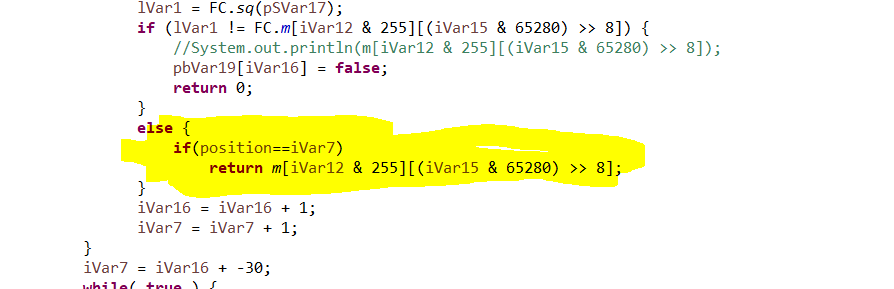 lVar1 = FC.sq(pSVar17);
if (lVar1 != FC.m[iVar12 & 255][(iVar15 & 65280) >> 8]) {
//System.out.println(m[iVar12 & 255][(iVar15 & 65280) >> 8]);
pbVar19[iVar16] = false;
return 0;
}
else {
if(position==iVar7)
return m[iVar12 & 255][(iVar15 & 65280) >> 8];
}
iVar16 = iVar16 + 1;
iVar7 = iVar7 + 1;
}
iVar7 = iVar16 + -30;
while( true ) {